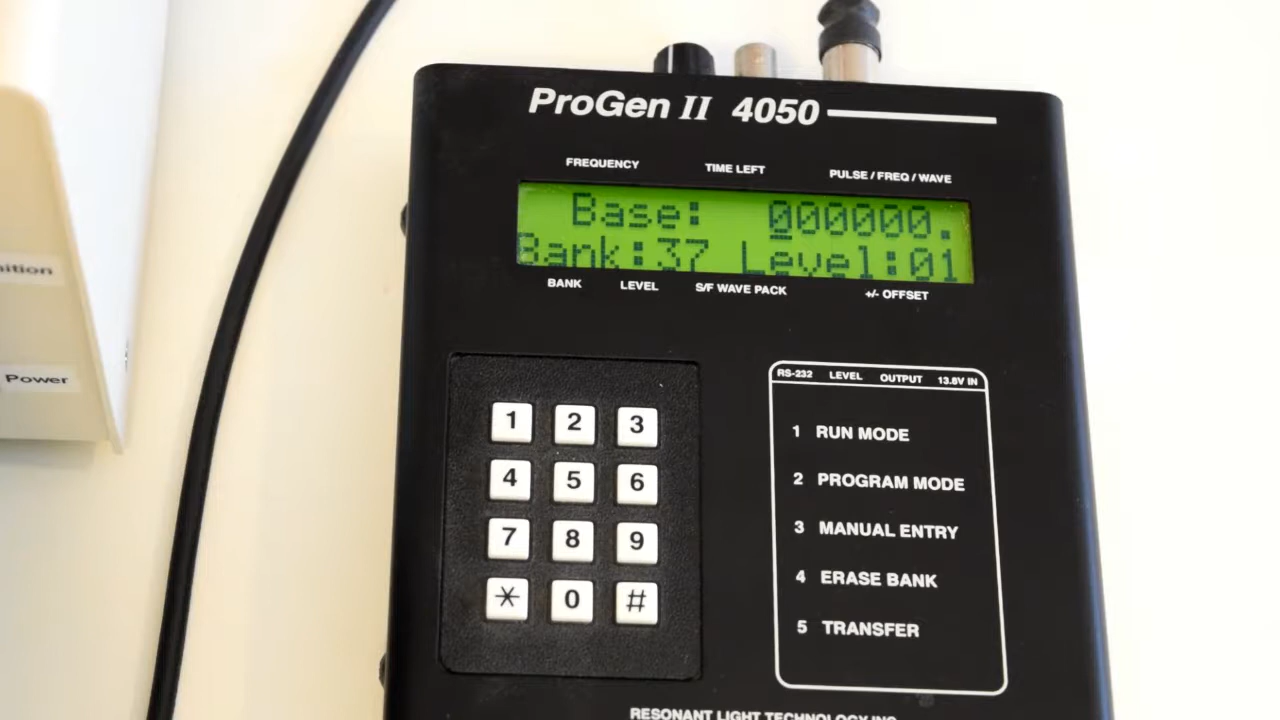 ProGen II 4050
FREQUENCY TIME LEFT PULSE / FREQ / WAVE
Base: 000000.
Bank:37 Level:01
BANK LEVEL S/F WAVE PACK +/- OFFSET
RS-232 LEVEL OUTPUT 13.8V IN
1 RUN MODE
2 PROGRAM MODE
3 MANUAL ENTRY
4 ERASE BANK
5 TRANSFER
1 2 3
4 5 6
7 8 9
* 0 #
RESONANT LIGHT TECHNOLOGY INC
Power